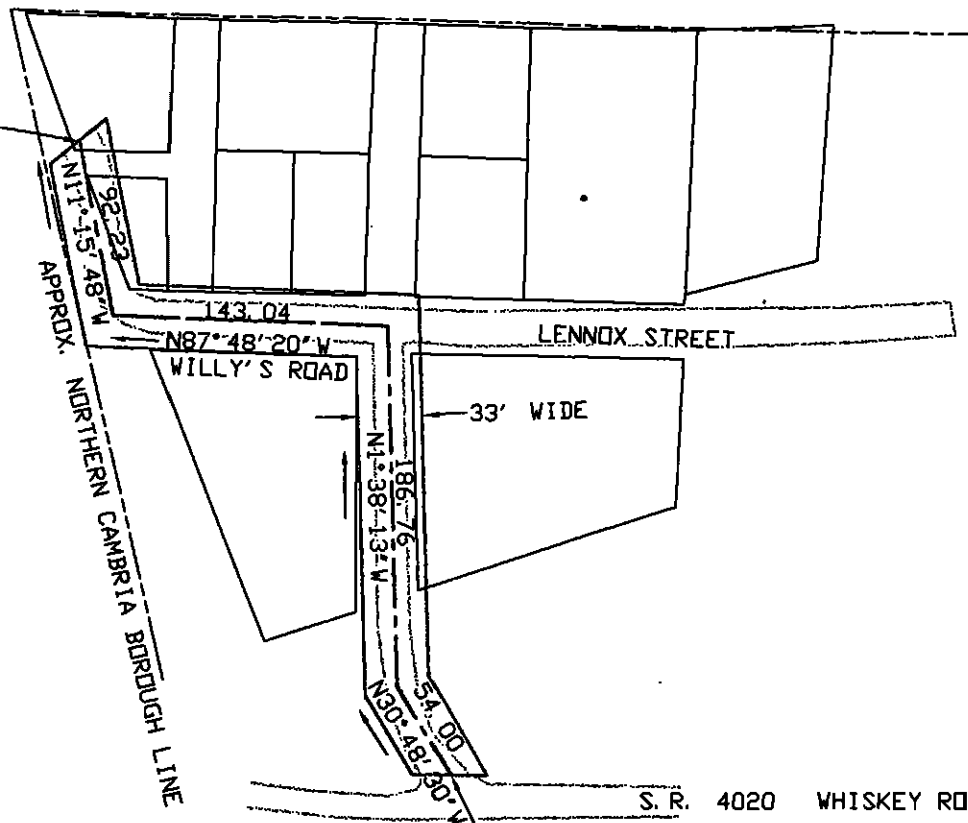 N11°15'48"W
92.23
APPROX. NORTHERN CAMBRIA BOROUGH LINE
143.04
N87°48'20"W
WILLY'S ROAD
LENNOX STREET
33' WIDE
N1°38'13"W
186.76
N30°48'30"W
54.00
S.R. 4020 WHISKEY RO